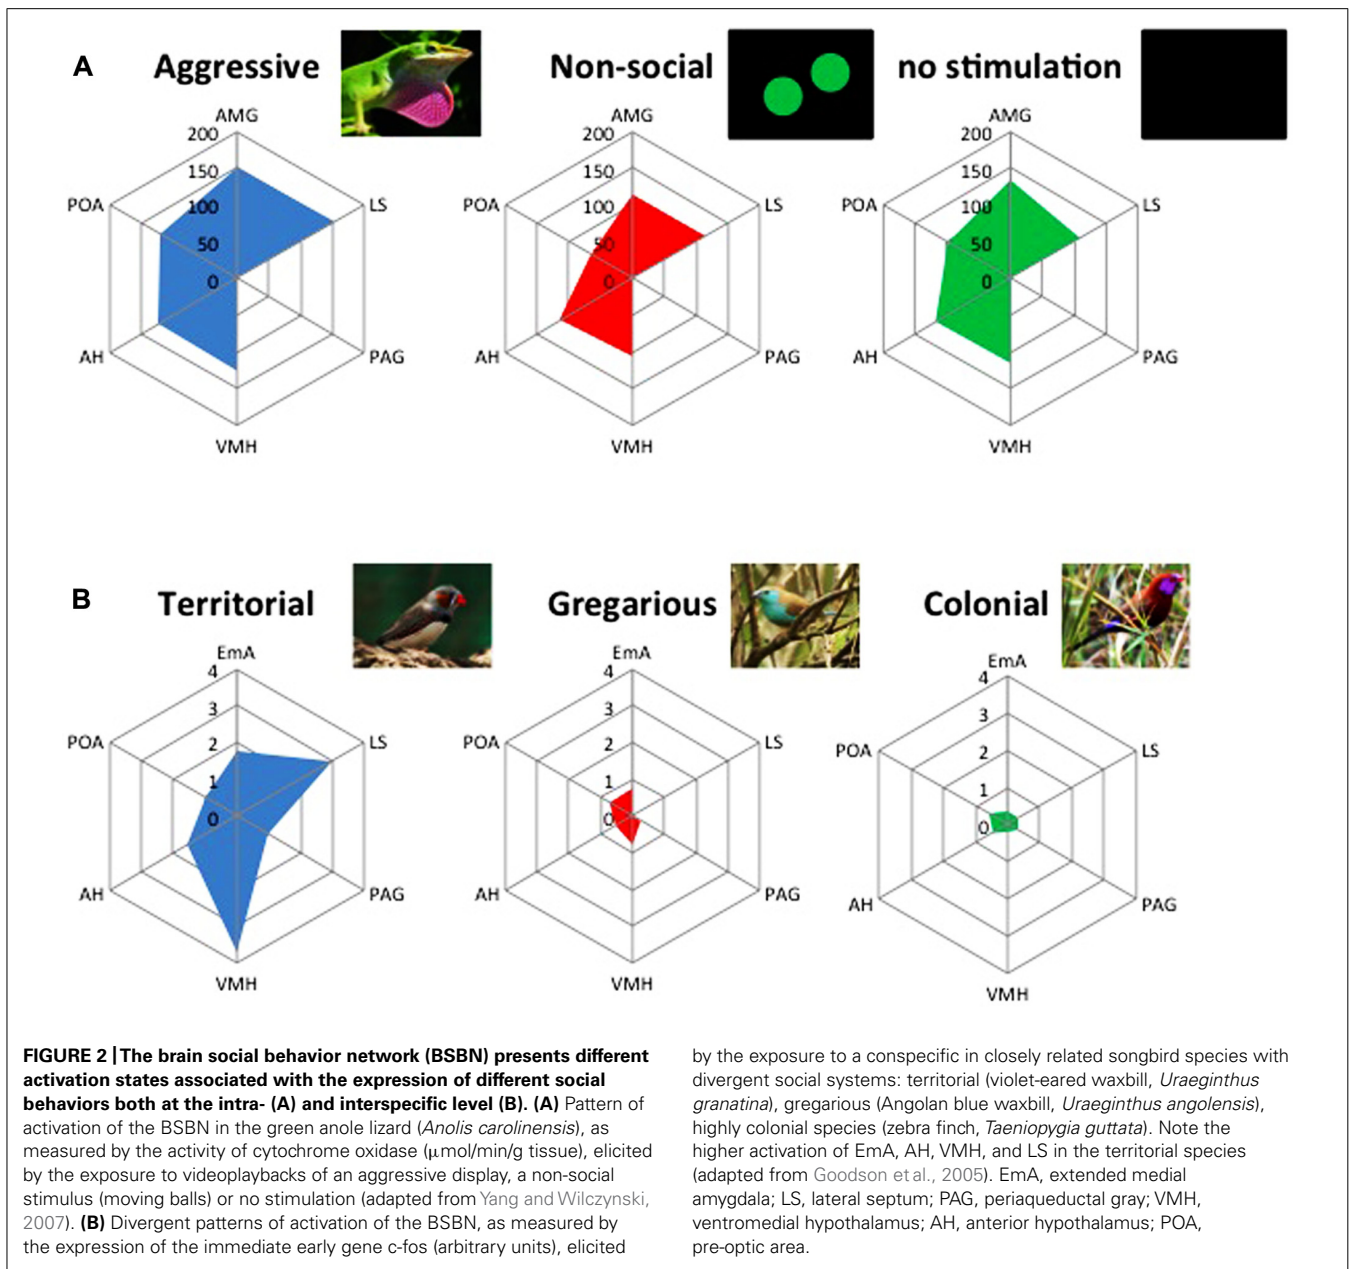 A
Aggressive
Non-social
no stimulation
AMG
200
150
100
50
0
POA
LS
AH
PAG
VMH
AMG
200
150
100
50
0
POA
LS
AH
PAG
VMH
AMG
200
150
100
50
0
POA
LS
AH
PAG
VMH
B
Territorial
Gregarious
Colonial
EmA
4
3
2
1
0
POA
LS
AH
PAG
VMH
EmA
4
3
2
1
0
POA
LS
AH
PAG
VMH
EmA
4
3
2
1
0
POA
LS
AH
PAG
VMH
FIGURE 2 | The brain social behavior network (BSBN) presents different
activation states associated with the expression of different social
behaviors both at the intra- (A) and interspecific level (B). (A) Pattern of
activation of the BSBN in the green anole lizard (Anolis carolinensis), as
measured by the activity of cytochrome oxidase (μmol/min/g tissue), elicited
by the exposure to videoplaybacks of an aggressive display, a non-social
stimulus (moving balls) or no stimulation (adapted from Yang and Wilczynski,
2007). (B) Divergent patterns of activation of the BSBN, as measured by
the expression of the immediate early gene c-fos (arbitrary units), elicited
by the exposure to a conspecific in closely related songbird species with
divergent social systems: territorial (violet-eared waxbill, Uraeginthus
granatina), gregarious (Angolan blue waxbill, Uraeginthus angolensis),
highly colonial species (zebra finch, Taeniopygia guttata). Note the
higher activation of EmA, AH, VMH, and LS in the territorial species
(adapted from Goodson et al., 2005). EmA, extended medial
amygdala; LS, lateral septum; PAG, periaqueductal gray; VMH,
ventromedial hypothalamus; AH, anterior hypothalamus; POA,
pre-optic area.